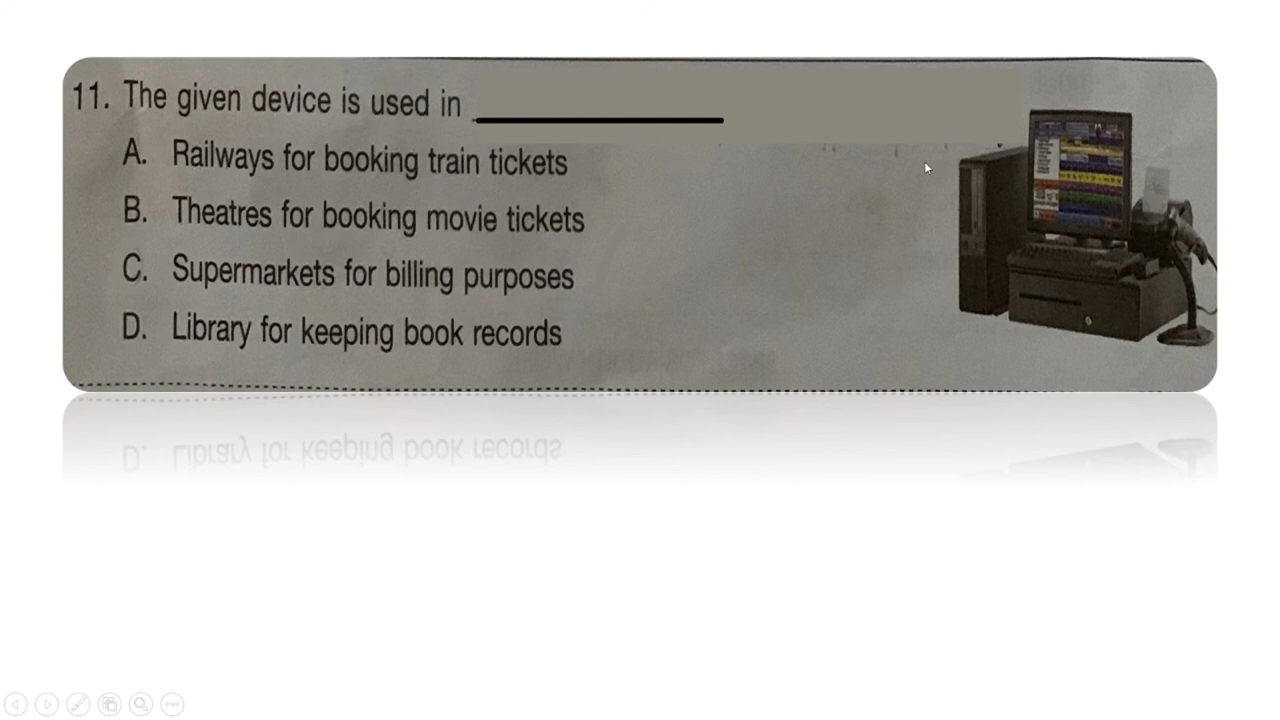 11. The given device is used in
A. Railways for booking train tickets
B. Theatres for booking movie tickets
C. Supermarkets for billing purposes
D. Library for keeping book records